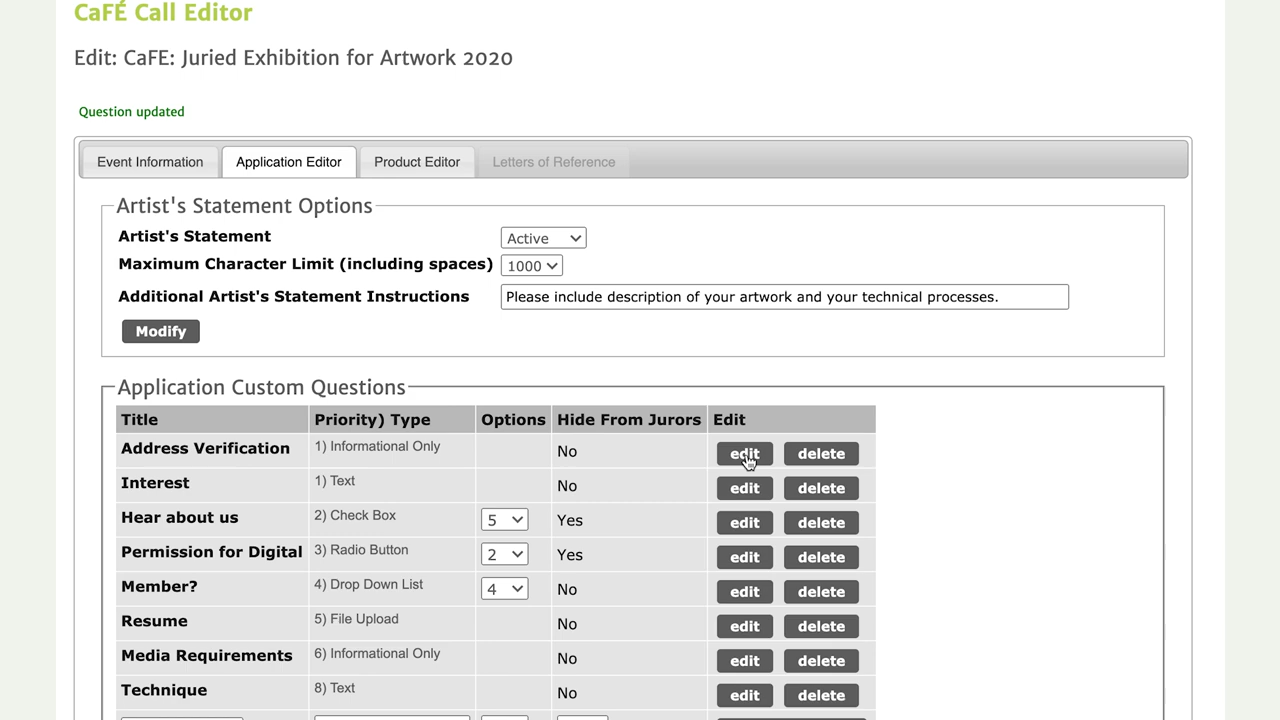 CaFÉ Call Editor
Edit: CaFE: Juried Exhibition for Artwork 2020
Question updated
Event Information Application Editor Product Editor Letters of Reference
Artist's Statement Options
Artist's Statement Active
Maximum Character Limit (including spaces) 1000
Additional Artist's Statement Instructions Please include description of your artwork and your technical processes.
Modify
Application Custom Questions
Title Priority) Type Options Hide From Jurors Edit
Address Verification 1) Informational Only No edit delete
Interest 1) Text No edit delete
Hear about us 2) Check Box 5 Yes edit delete
Permission for Digital 3) Radio Button 2 Yes edit delete
Member? 4) Drop Down List 4 No edit delete
Resume 5) File Upload No edit delete
Media Requirements 6) Informational Only No edit delete
Technique 8) Text No edit delete